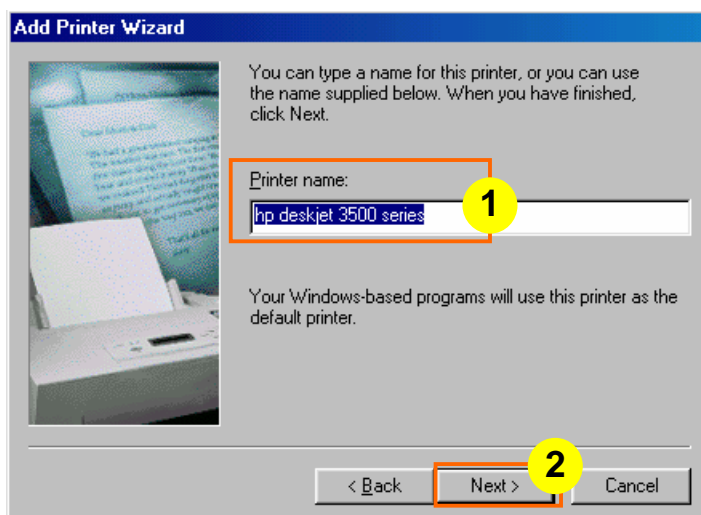 Add Printer Wizard
You can type a name for this printer, or you can use
the name supplied below. When you have finished,
click Next.
Printer name:
1
hp deskjet 3500 series
Your Windows-based programs will use this printer as the
default printer.
2
< Back
Next >
Cancel